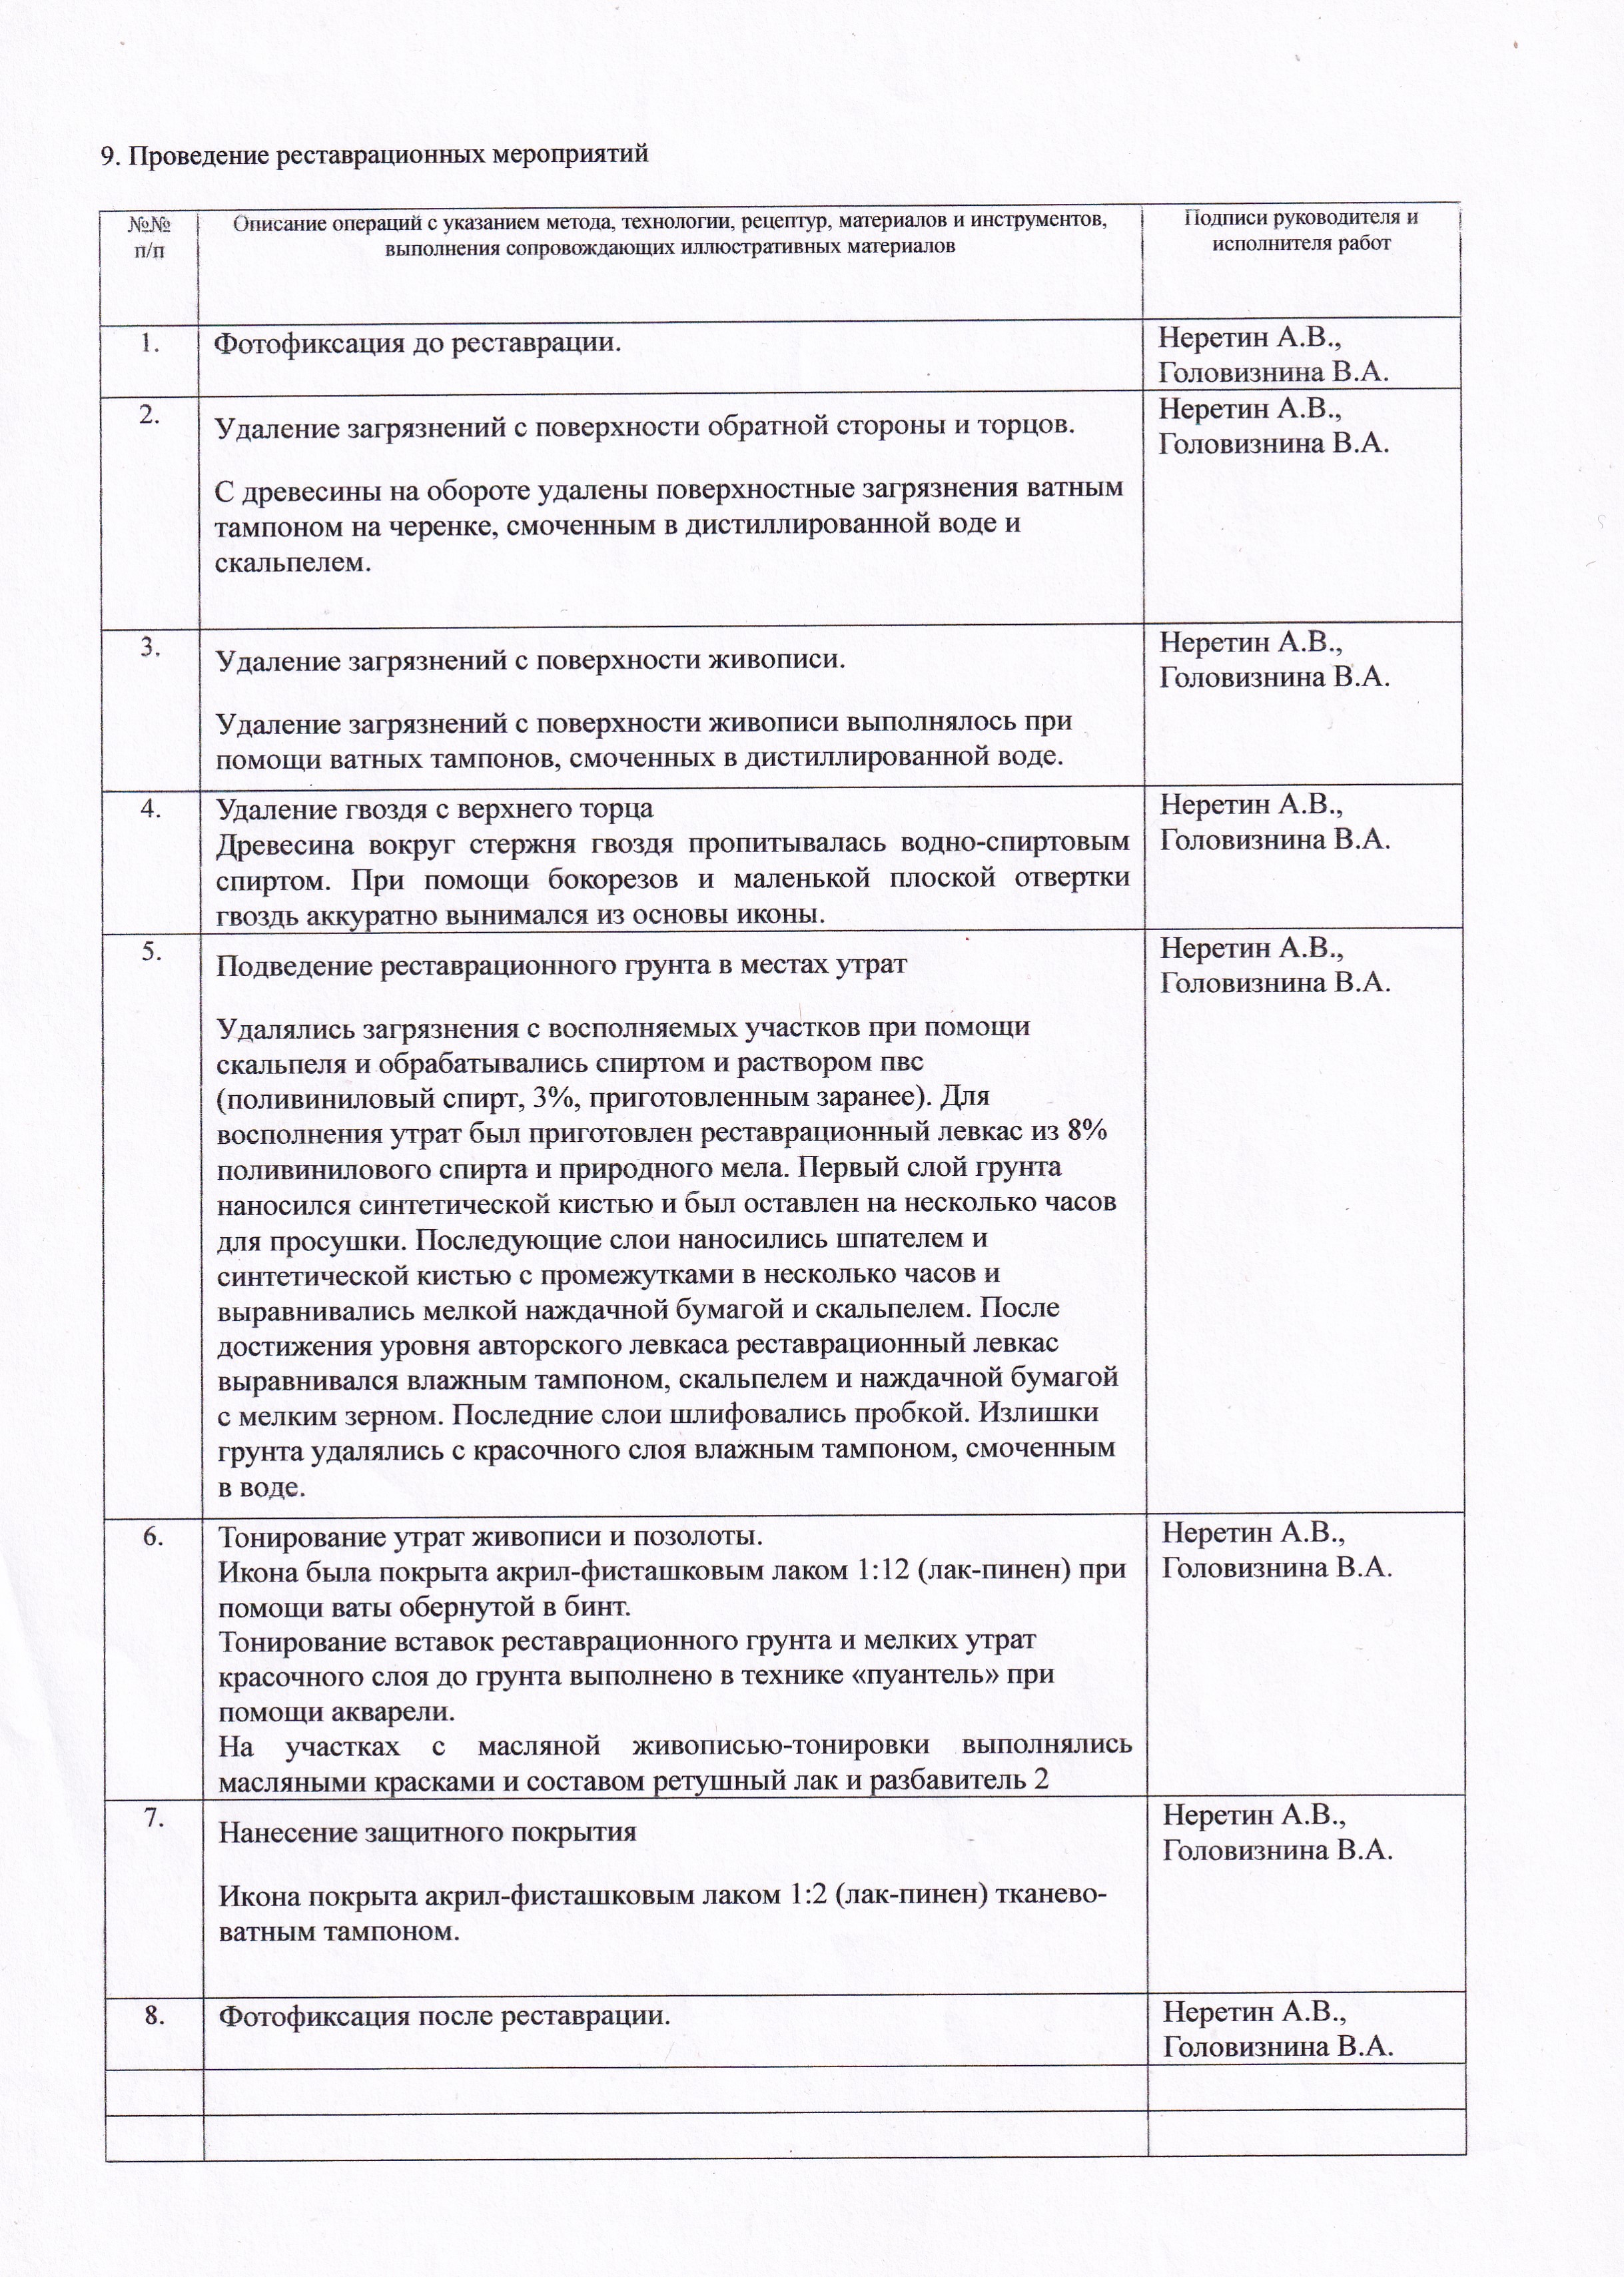 9. Проведение реставрационных мероприятий
№№
п/п
Описание операций с указанием метода, технологии, рецептур, материалов и инструментов,
выполнения сопровождающих иллюстративных материалов
Подписи руководителя и
исполнителя работ
1.
Фотофиксация до реставрации.
Неретин А.В.,
Головизнина В.А.
2.
Удаление загрязнений с поверхности обратной стороны и торцов.
С древесины на обороте удалены поверхностные загрязнения ватным
тампоном на черенке, смоченным в дистиллированной воде и
скальпелем.
Неретин А.В.,
Головизнина В.А.
3.
Удаление загрязнений с поверхности живописи.
Удаление загрязнений с поверхности живописи выполнялось при
помощи ватных тампонов, смоченных в дистиллированной воде.
Неретин А.В.,
Головизнина В.А.
4.
Удаление гвоздя с верхнего торца
Древесина вокруг стержня гвоздя пропитывалась водно-спиртовым
спиртом. При помощи бокорезов и маленькой плоской отвертки
гвоздь аккуратно вынимался из основы иконы.
Неретин А.В.,
Головизнина В.А.
5.
Подведение реставрационного грунта в местах утрат
Удалялись загрязнения с восполняемых участков при помощи
скальпеля и обрабатывались спиртом и раствором пвс
(поливиниловый спирт, 3%, приготовленным заранее). Для
восполнения утрат был приготовлен реставрационный левкас из 8%
поливинилового спирта и природного мела. Первый слой грунта
наносился синтетической кистью и был оставлен на несколько часов
для просушки. Последующие слои наносились шпателем и
синтетической кистью с промежутками в несколько часов и
выравнивались мелкой наждачной бумагой и скальпелем. После
достижения уровня авторского левкаса реставрационный левкас
выравнивался влажным тампоном, скальпелем и наждачной бумагой
с мелким зерном. Последние слои шлифовались пробкой. Излишки
грунта удалялись с красочного слоя влажным тампоном, смоченным
в воде.
Неретин А.В.,
Головизнина В.А.
6.
Тонирование утрат живописи и позолоты.
Икона была покрыта акрил-фисташковым лаком 1:12 (лак-пинен) при
помощи ваты обернутой в бинт.
Тонирование вставок реставрационного грунта и мелких утрат
красочного слоя до грунта выполнено в технике «пуантель» при
помощи акварели.
На участках с масляной живописью-тонировки выполнялись
масляными красками и составом ретушный лак и разбавитель 2
Неретин А.В.,
Головизнина В.А.
7.
Нанесение защитного покрытия
Икона покрыта акрил-фисташковым лаком 1:2 (лак-пинен) тканево-
ватным тампоном.
Неретин А.В.,
Головизнина В.А.
8.
Фотофиксация после реставрации.
Неретин А.В.,
Головизнина В.А.